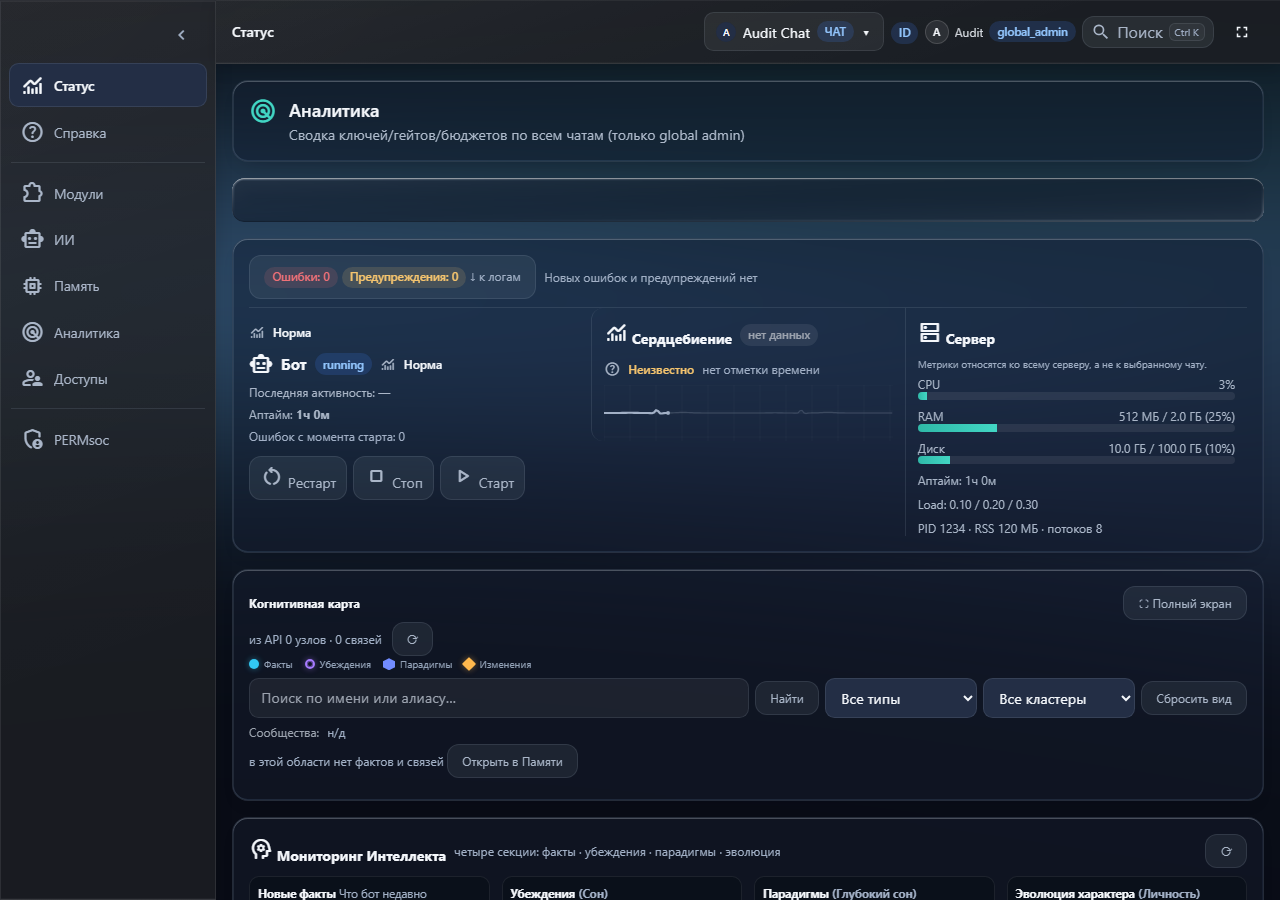 Статус
Справка
Модули
ИИ
Память
Аналитика
Доступы
PERMsoc
Статус
A Audit Chat ЧАТ ▾ ID A Audit global_admin Поиск Ctrl K
Аналитика
Сводка ключей/гейтов/бюджетов по всем чатам (только global admin)
Ошибки: 0 Предупреждения: 0 ↓ к логам Новых ошибок и предупреждений нет
Норма
Бот running Норма
Последняя активность: —
Аптайм: 1ч 0м
Ошибок с момента старта: 0
Рестарт Стоп Старт
Сердцебиение нет данных
Неизвестно нет отметки времени
Сервер
Метрики относятся ко всему серверу, а не к выбранному чату.
CPU 3%
RAM 512 МБ / 2.0 ГБ (25%)
Диск 10.0 ГБ / 100.0 ГБ (10%)
Аптайм: 1ч 0м
Load: 0.10 / 0.20 / 0.30
PID 1234 · RSS 120 МБ · потоков 8
Когнитивная карта
Полный экран
из API 0 узлов · 0 связей
Факты Убеждения Парадигмы Изменения
Поиск по имени или алиасу... Найти Все типы Все кластеры Сбросить вид
Сообщества: н/д
в этой области нет фактов и связей Открыть в Памяти
Мониторинг Интеллекта четыре секции: факты · убеждения · парадигмы · эволюция
Новые факты Что бот недавно Убеждения (Сон) Парадигмы (Глубокий сон) Эволюция характера (Личность)